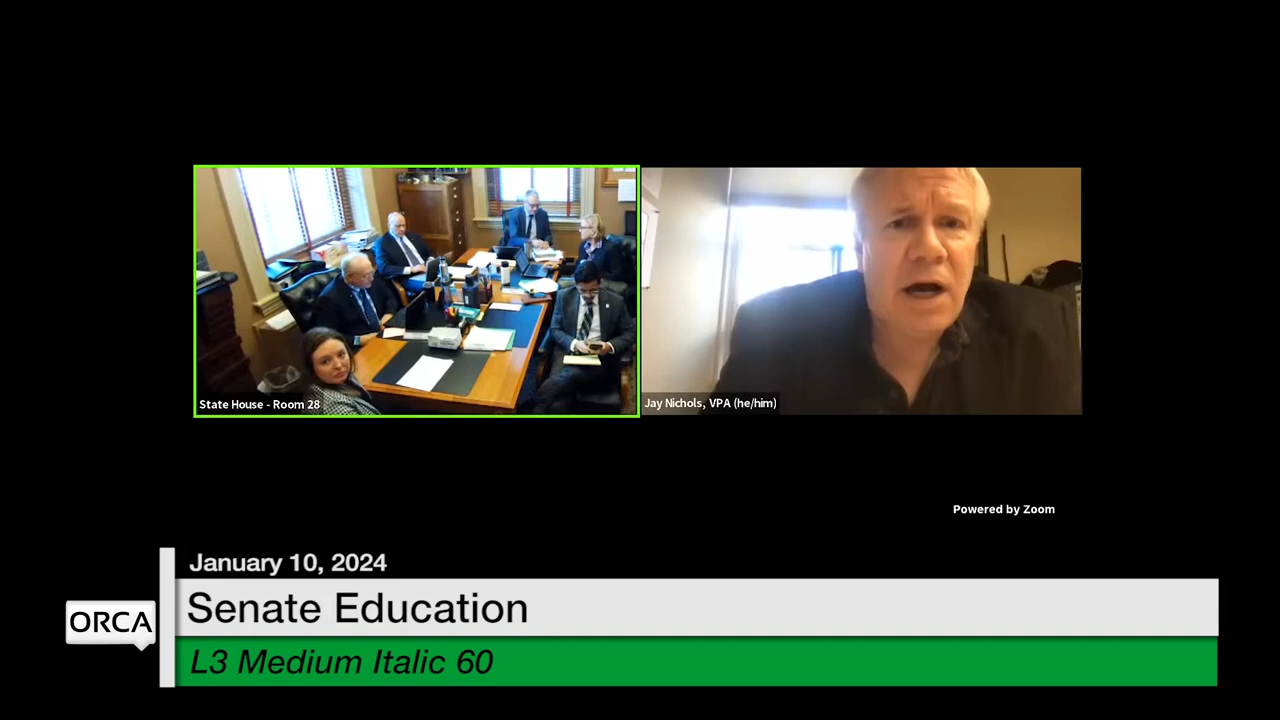 State House - Room 28
Jay Nichols, VPA (he/him)
Powered by Zoom
January 10, 2024
Senate Education
ORCA
L3 Medium Italic 60